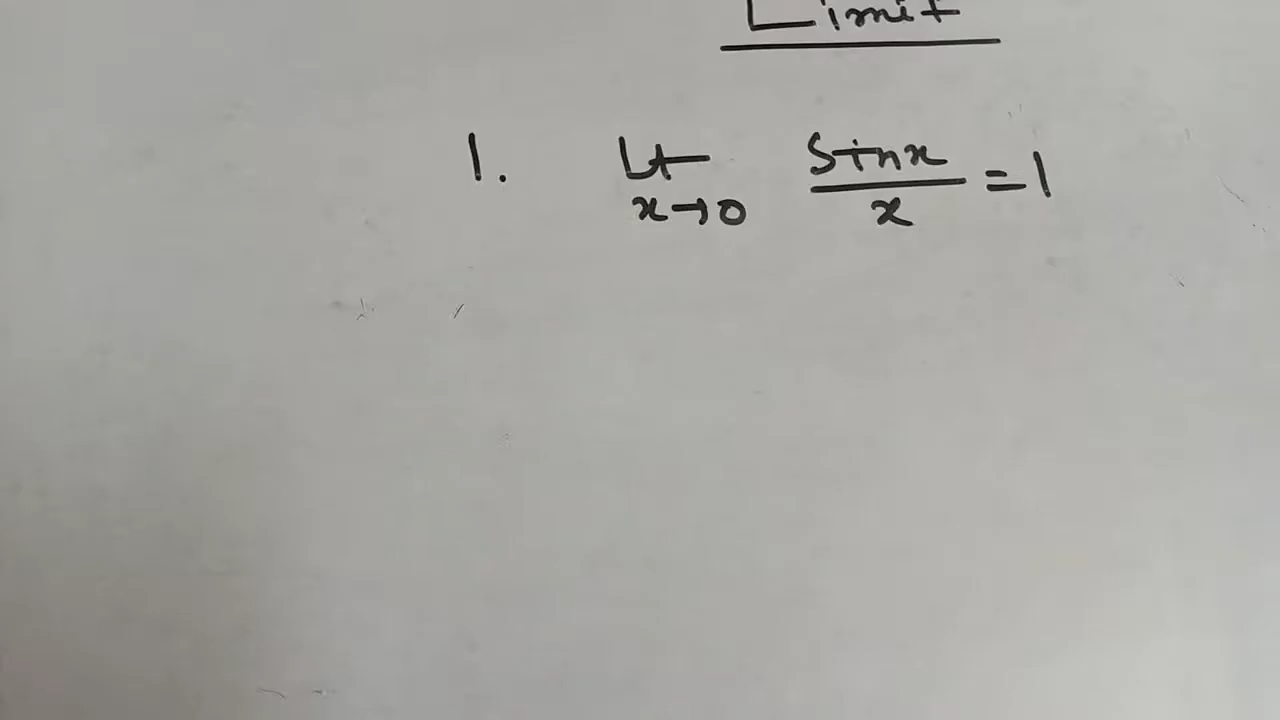 Limit
1. Lt sinx = 1
x→0 x